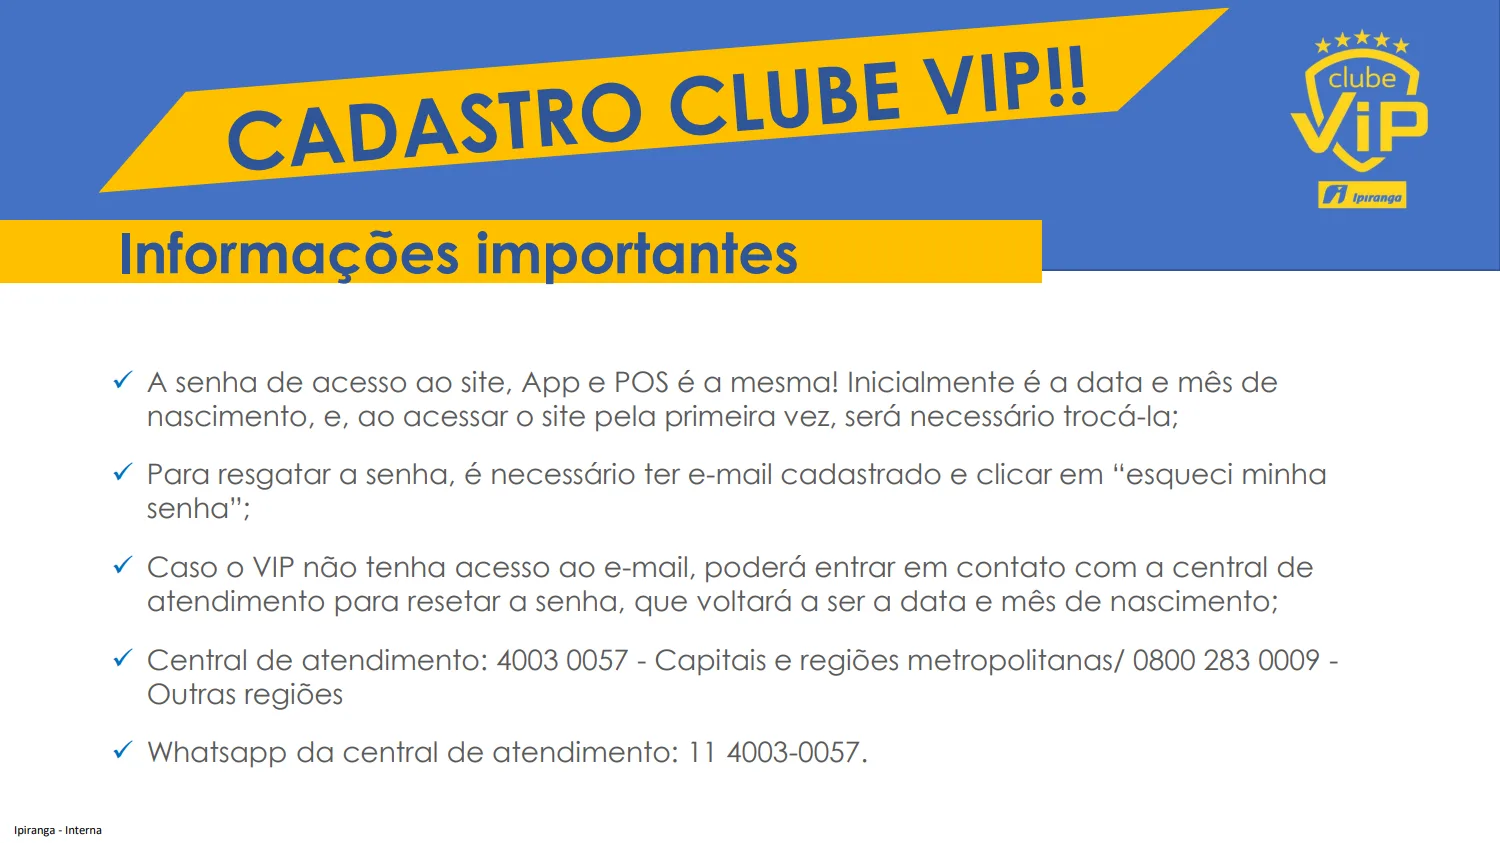 CADASTRO CLUBE VIP!!
clube
ViP
Ipiranga
Informações importantes
A senha de acesso ao site, App e POS é a mesma! Inicialmente é a data e mês de
nascimento, e, ao acessar o site pela primeira vez, será necessário trocá-la;
Para resgatar a senha, é necessário ter e-mail cadastrado e clicar em “esqueci minha
senha”;
Caso o VIP não tenha acesso ao e-mail, poderá entrar em contato com a central de
atendimento para resetar a senha, que voltará a ser a data e mês de nascimento;
Central de atendimento: 4003 0057 - Capitais e regiões metropolitanas/ 0800 283 0009 -
Outras regiões
Whatsapp da central de atendimento: 11 4003-0057.
Ipiranga - Interna